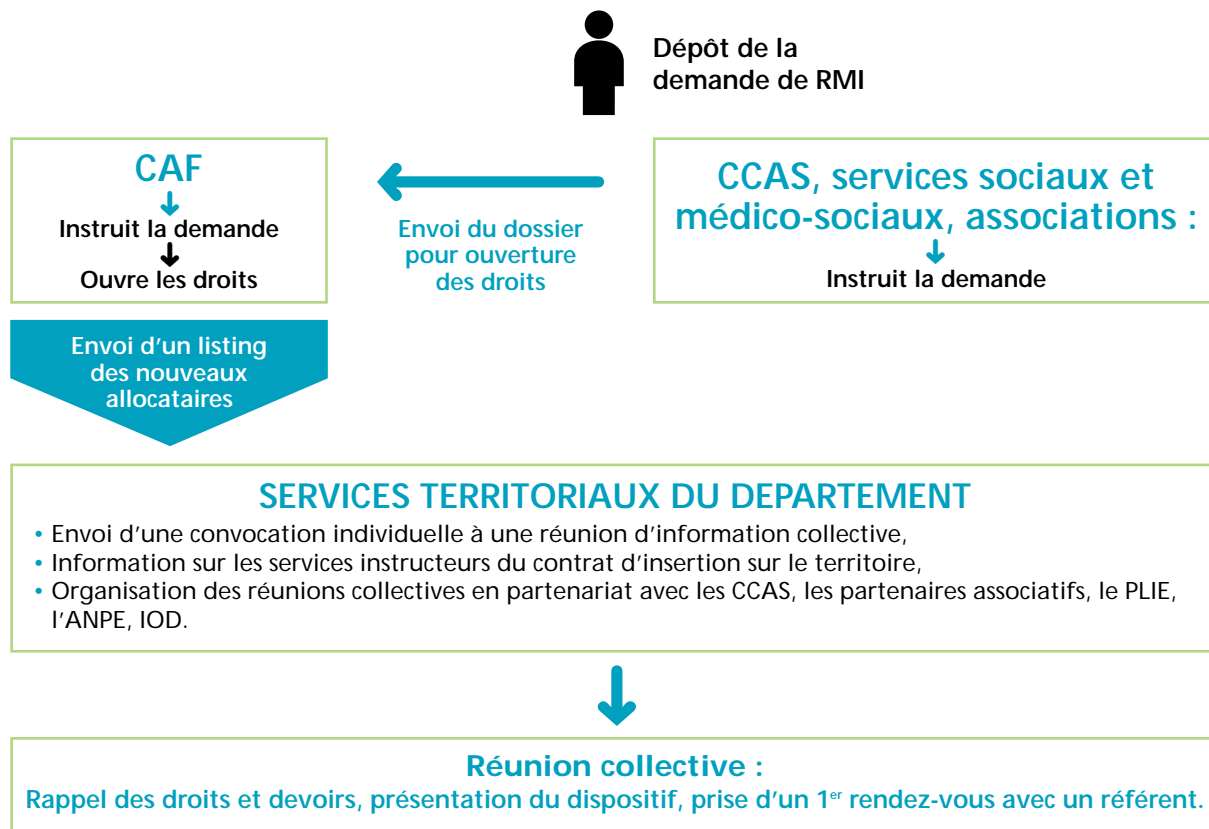 Dépôt de la
demande de RMI
CAF
Instruit la demande
Ouvre les droits
Envoi du dossier
pour ouverture
des droits
CCAS, services sociaux et
médico-sociaux, associations :
Instruit la demande
Envoi d'un listing
des nouveaux
allocataires
SERVICES TERRITORIAUX DU DEPARTEMENT
• Envoi d'une convocation individuelle à une réunion d'information collective,
• Information sur les services instructeurs du contrat d'insertion sur le territoire,
• Organisation des réunions collectives en partenariat avec les CCAS, les partenaires associatifs, le PLIE,
l'ANPE, IOD.
Réunion collective :
Rappel des droits et devoirs, présentation du dispositif, prise d'un 1er rendez-vous avec un référent.